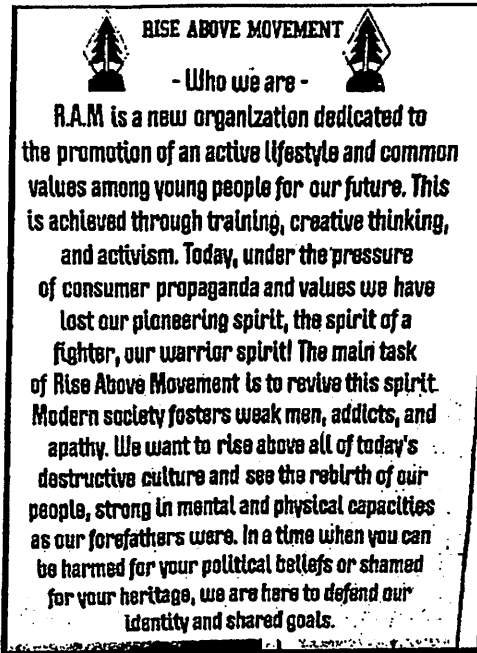 RISE ABOVE MOVEMENT
- Who we are -
R.A.M is a new organization dedicated to
the promotion of an active lifestyle and common
values among young people for our future. This
is achieved through training, creative thinking,
and activism. Today, under the pressure
of consumer propaganda and values we have
lost our pioneering spirit, the spirit of a
fighter, our warrior spirit! The main task
of Rise Above Movement is to revive this spirit.
Modern society fosters weak men, addicts, and
apathy. We want to rise above all of today's
destructive culture and see the rebirth of our
people, strong in mental and physical capacities
as our forefathers were. In a time when you can
be harmed for your political beliefs or shamed
for your heritage, we are here to defend our
identity and shared goals.